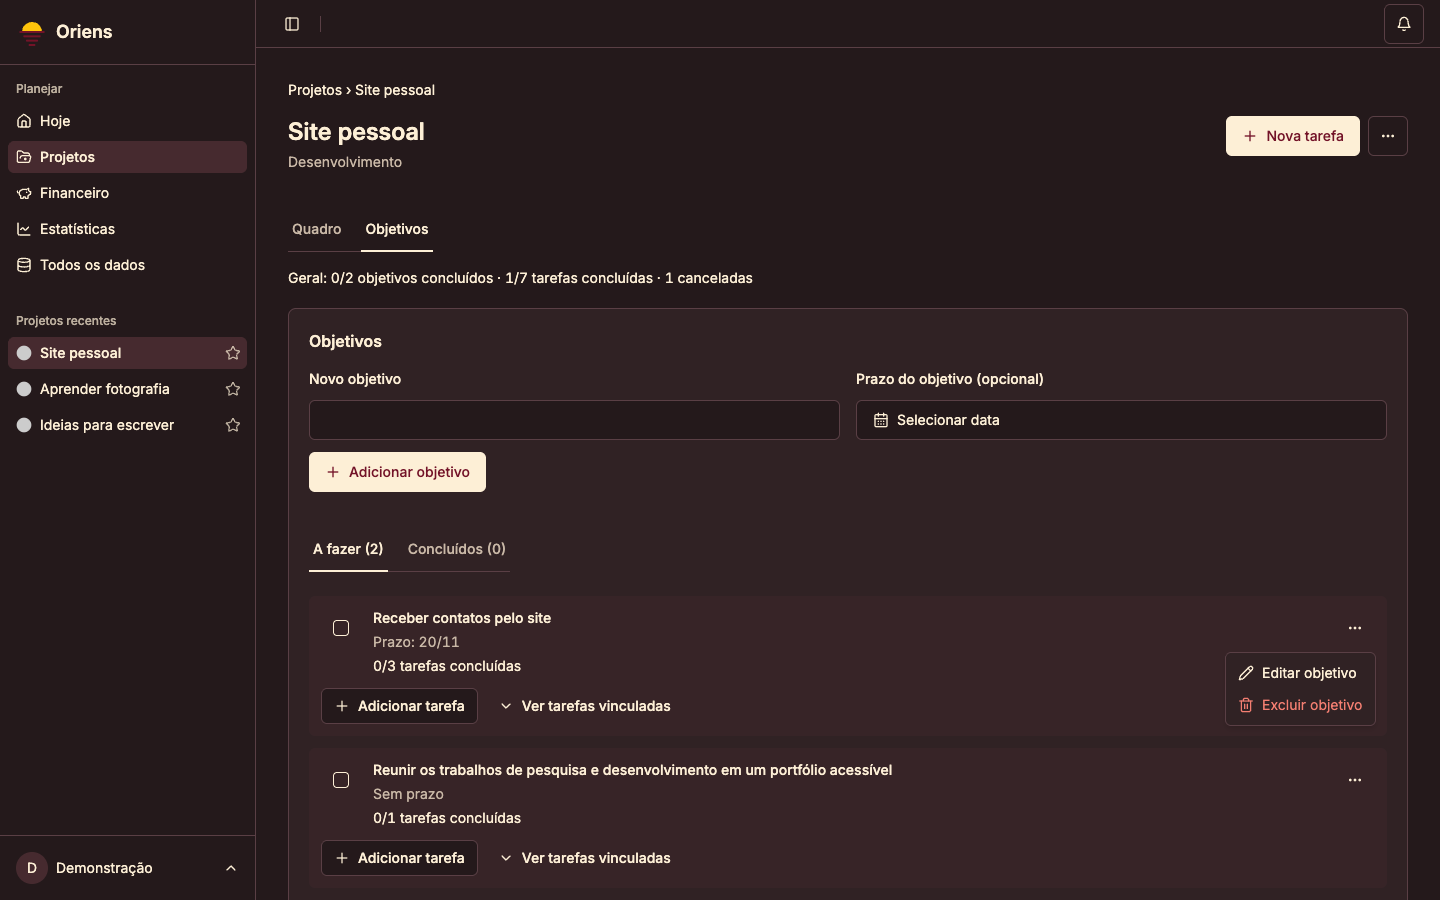 Oriens
Planejar
Hoje
Projetos
Financeiro
Estatísticas
Todos os dados
Projetos recentes
Site pessoal
Aprender fotografia
Ideias para escrever
D Demonstração
Projetos › Site pessoal
Site pessoal
Desenvolvimento
Nova tarefa
Quadro Objetivos
Geral: 0/2 objetivos concluídos · 1/7 tarefas concluídas · 1 canceladas
Objetivos
Novo objetivo
Prazo do objetivo (opcional)
Selecionar data
Adicionar objetivo
A fazer (2) Concluídos (0)
Receber contatos pelo site
Prazo: 20/11
0/3 tarefas concluídas
Adicionar tarefa Ver tarefas vinculadas
Editar objetivo
Excluir objetivo
Reunir os trabalhos de pesquisa e desenvolvimento em um portfólio acessível
Sem prazo
0/1 tarefas concluídas
Adicionar tarefa Ver tarefas vinculadas